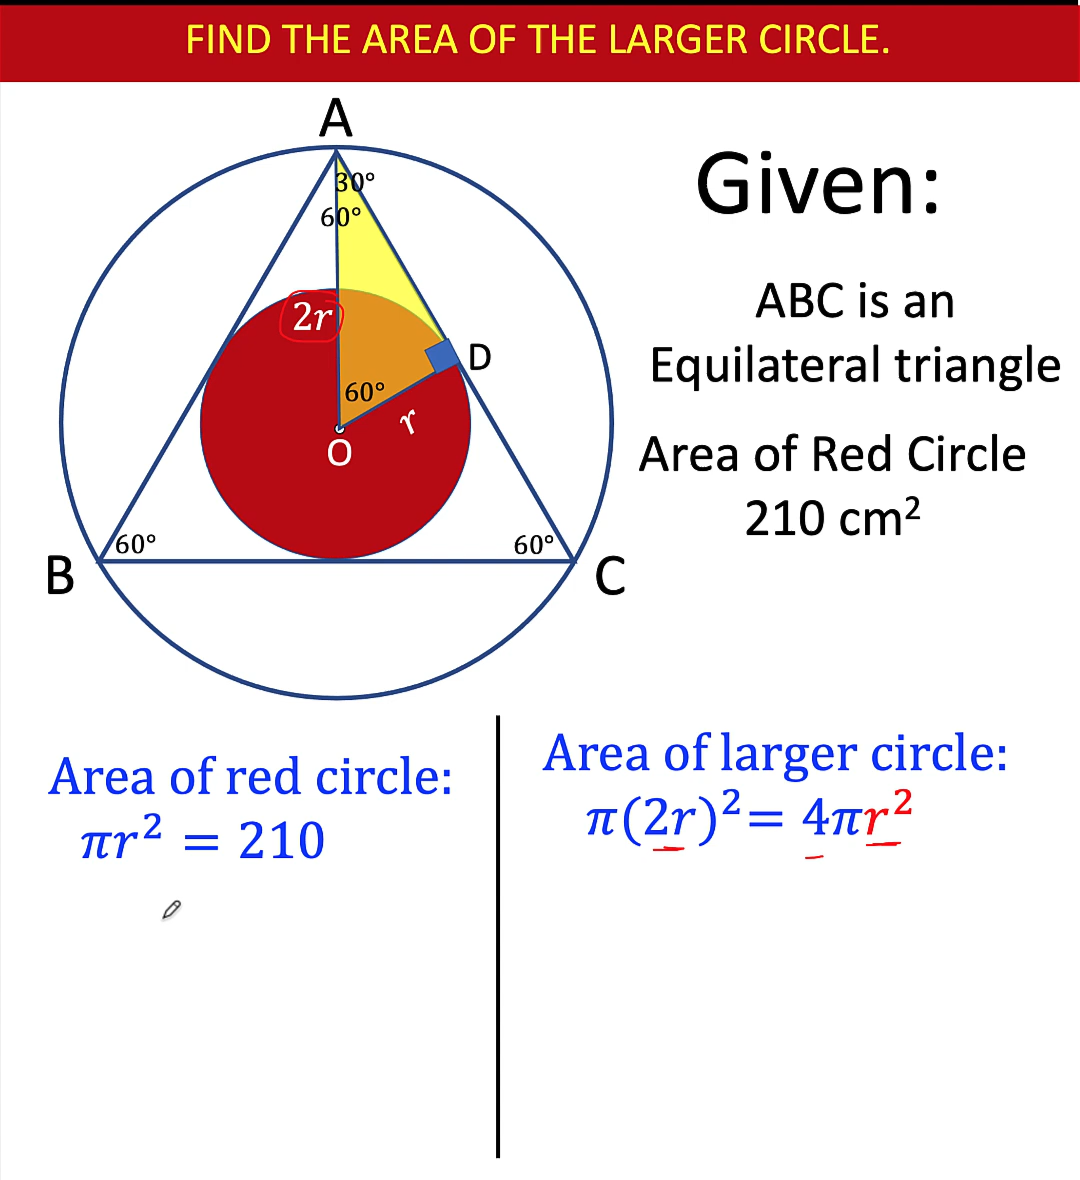 FIND THE AREA OF THE LARGER CIRCLE.
A
30°
60°
2r
D
60°
r
O
60°
60°
B
C
Given:
ABC is an
Equilateral triangle
Area of Red Circle
210 cm²
Area of red circle:
πr² = 210
Area of larger circle:
π(2r)²= 4πr²